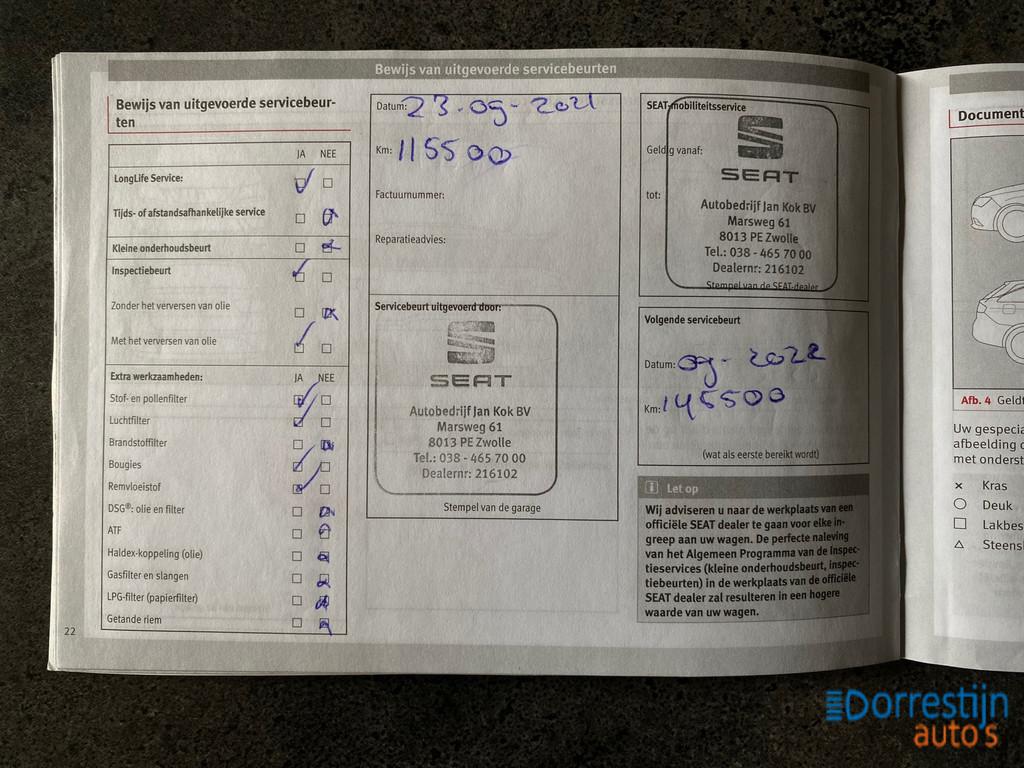 Bewijs van uitgevoerde servicebeurten
Bewijs van uitgevoerde servicebeur-
ten
JA NEE
LongLife Service:
Tijds- of afstandsafhankelijke service
Kleine onderhoudsbeurt
Inspectiebeurt
Zonder het verversen van olie
Met het verversen van olie
Extra werkzaamheden: JA NEE
Stof- en pollenfilter
Luchtfilter
Brandstoffilter
Bougies
Remvloeistof
DSG®: olie en filter
ATF
Haldex-koppeling (olie)
Gasfilter en slangen
LPG-filter (papierfilter)
Getande riem
22
Datum: 23-09-2021
Km: 115500
Factuurnummer:
Reparatieadvies:
Servicebeurt uitgevoerd door:
SEAT
Autobedrijf Jan Kok BV
Marsweg 61
8013 PE Zwolle
Tel.: 038 - 465 70 00
Dealernr: 216102
Stempel van de garage
SEAT-mobiliteitsservice
Geldig vanaf:
SEAT
tot:
Autobedrijf Jan Kok BV
Marsweg 61
8013 PE Zwolle
Tel.: 038 - 465 70 00
Dealernr: 216102
Stempel van de SEAT-dealer
Volgende servicebeurt
Datum: 09-2022
Km: 145500
(wat als eerste bereikt wordt)
i Let op
Wij adviseren u naar de werkplaats van een
officiële SEAT dealer te gaan voor elke in-
greep aan uw wagen. De perfecte naleving
van het Algemeen Programma van de Inspec-
tieservices (kleine onderhoudsbeurt, inspec-
tiebeurten) in de werkplaats van de officiële
SEAT dealer zal resulteren in een hogere
waarde van uw wagen.
Document
Afb. 4 Geldt
Uw gespecia
afbeelding o
met onderst
Kras
Deuk
Lakbes
Steensl
Dorrestijn
auto's